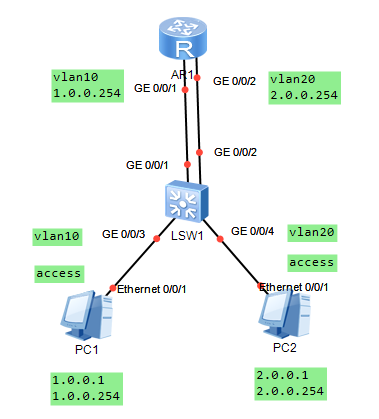 R
AR1
vlan10
1.0.0.254
GE 0/0/1
GE 0/0/2
vlan20
2.0.0.254
GE 0/0/1
GE 0/0/2
LSW1
vlan10
GE 0/0/3
GE 0/0/4
vlan20
access
access
Ethernet 0/0/1
Ethernet 0/0/1
PC1
PC2
1.0.0.1
1.0.0.254
2.0.0.1
2.0.0.254